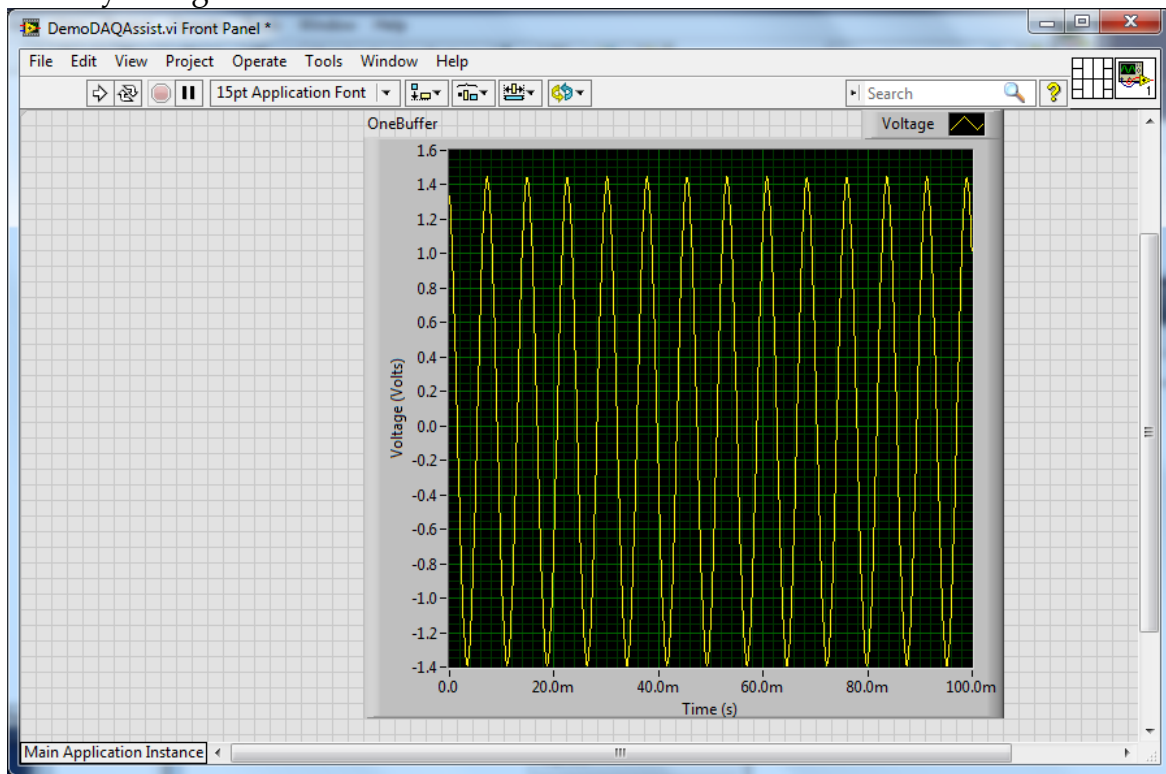 DemoDAQAssist.vi Front Panel *
File Edit View Project Operate Tools Window Help
15pt Application Font
Search
1
OneBuffer
Voltage
1.6
1.4
1.2
1.0
0.8
0.6
0.4
0.2
0.0
-0.2
-0.4
-0.6
-0.8
-1.0
-1.2
-1.4
Voltage (Volts)
0.0 20.0m 40.0m 60.0m 80.0m 100.0m
Time (s)
Main Application Instance